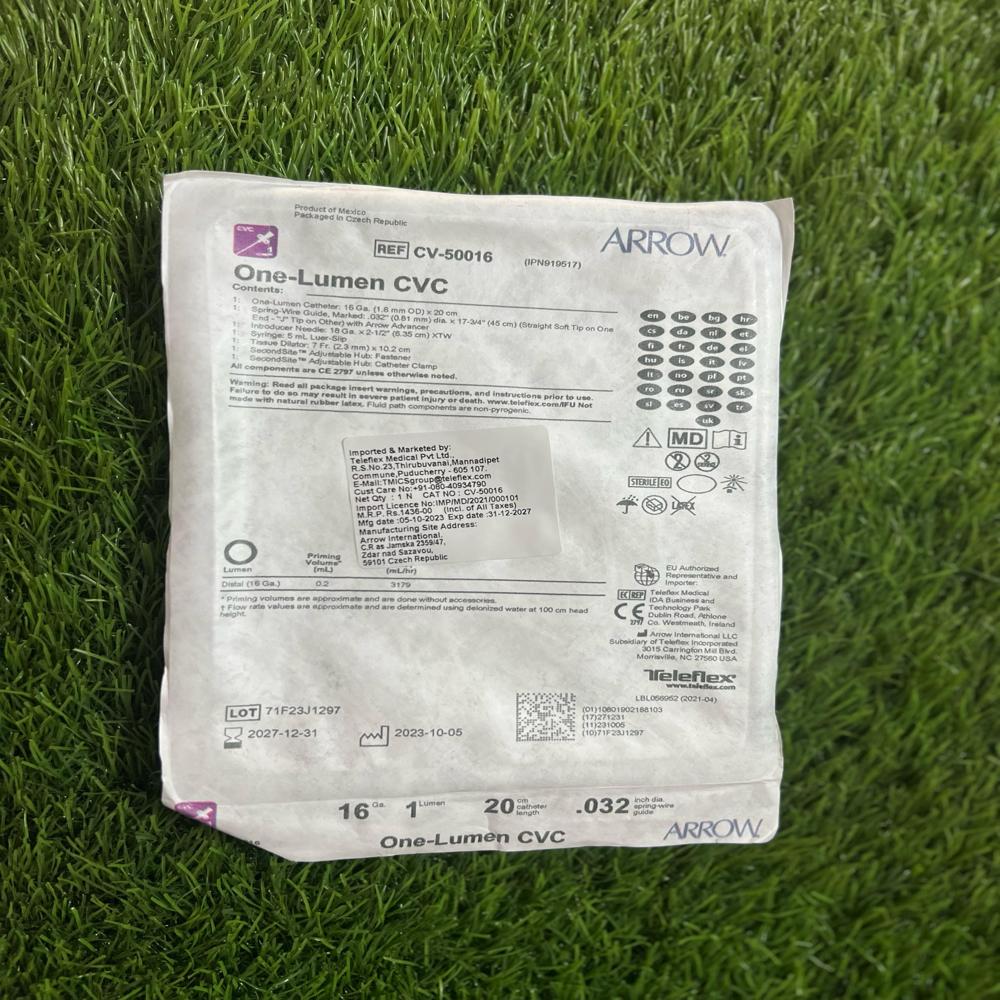 Product of Mexico
Packaged in Czech Republic
CVC
1
REF CV-50016
(IPN919517)
ARROW
One-Lumen CVC
Contents:
1: One-Lumen Catheter: 16 Ga. (1.8 mm OD) x 20 cm
1: Spring-Wire Guide, Marked: .032" (0.81 mm) dia. x 17-3/4" (45 cm) (Straight Soft Tip on One
End - "J" Tip on Other) with Arrow Advancer
1: Introducer Needle: 18 Ga. x 2-1/2" (6.35 cm) XTW
1: Syringe: 5 mL Luer-Slip
1: Tissue Dilator: 7 Fr. (2.3 mm) x 10.2 cm
1: SecondSite™ Adjustable Hub: Fastener
1: SecondSite™ Adjustable Hub: Catheter Clamp
All components are CE 2797 unless otherwise noted.
Warning: Read all package insert warnings, precautions, and instructions prior to use.
Failure to do so may result in severe patient injury or death. www.teleflex.com/IFU Not
made with natural rubber latex. Fluid path components are non-pyrogenic.
en be bg hr
cs da nl et
fi fr de el
hu is it lv
lt no pl pt
ro ru sr sk
sl es sv tr
uk
MD
2
STERILE EO
LATEX
Imported & Marketed by:
Teleflex Medical Pvt Ltd.,
R.S.No.23,Thirubuvanai,Mannadipet
Commune,Puducherry - 605 107.
E-Mail:TMICSgroup@teleflex.com
Cust Care No:+91-080-40934790
Net Qty : 1 N CAT NO : CV-50016
Import Licence No:IMP/MD/2021/000101
M.R.P. Rs.1436-00 (Incl. of All Taxes)
Mfg date :05-10-2023 Exp date :31-12-2027
Manufacturing Site Address:
Arrow International.
C.R as Jamska 2359/47,
Zdar nad Sazavou,
59101 Czech Republic
Lumen
Priming
Volume*
(mL)
(mL/hr)
Distal (16 Ga.) 0.2 3179
* Priming volumes are approximate and are done without accessories.
† Flow rate values are approximate and are determined using deionized water at 100 cm head
height.
EU Authorized
Representative and
Importer:
EC REP
Teleflex Medical
IDA Business and
Technology Park
Dublin Road, Athlone
Co. Westmeath, Ireland
CE
2797
Arrow International LLC
Subsidiary of Teleflex Incorporated
3015 Carrington Mill Blvd.
Morrisville, NC 27560 USA
Teleflex
www.teleflex.com
LBL056952 (2021-04)
(01)10801902188103
(17)271231
(11)231005
(10)71F23J1297
LOT 71F23J1297
2027-12-31
2023-10-05
16 Ga. 1 Lumen 20 cm catheter length .032 inch dia. spring-wire guide
One-Lumen CVC
ARROW